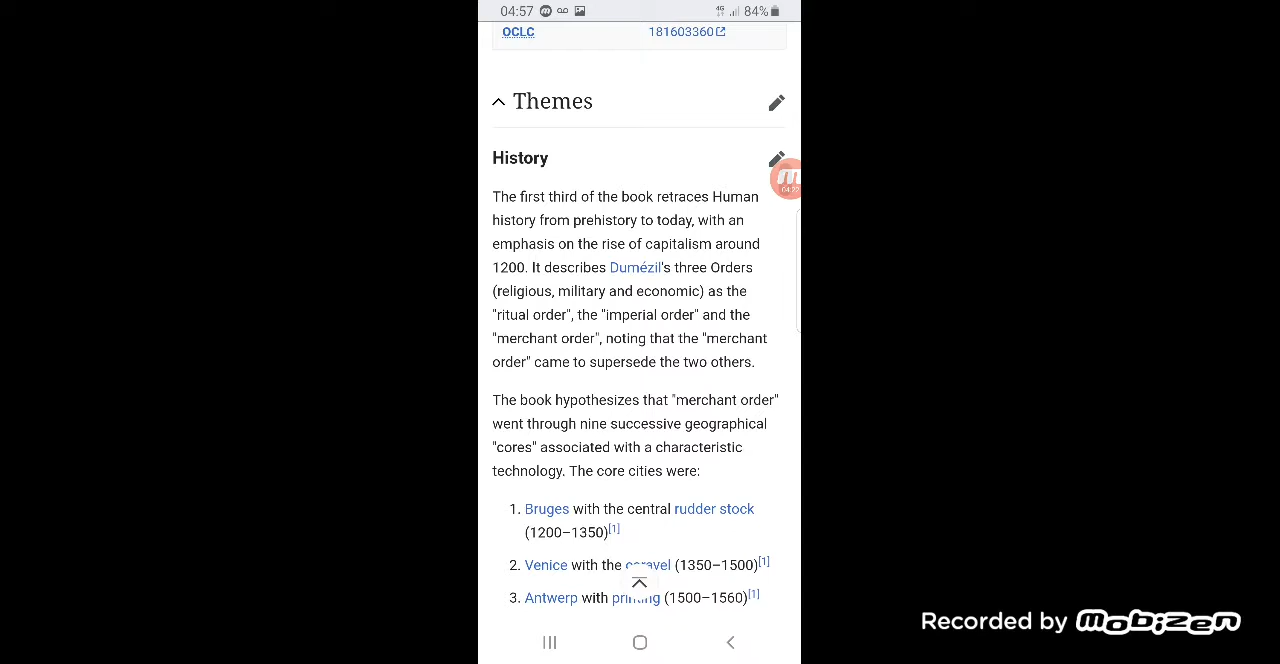 04:57
4G 84%
OCLC 181603360
Themes
History
04:22
The first third of the book retraces Human
history from prehistory to today, with an
emphasis on the rise of capitalism around
1200. It describes Dumézil's three Orders
(religious, military and economic) as the
"ritual order", the "imperial order" and the
"merchant order", noting that the "merchant
order" came to supersede the two others.
The book hypothesizes that "merchant order"
went through nine successive geographical
"cores" associated with a characteristic
technology. The core cities were:
1. Bruges with the central rudder stock
(1200–1350)[1]
2. Venice with the caravel (1350–1500)[1]
3. Antwerp with printing (1500–1560)[1]
Recorded by mobizen